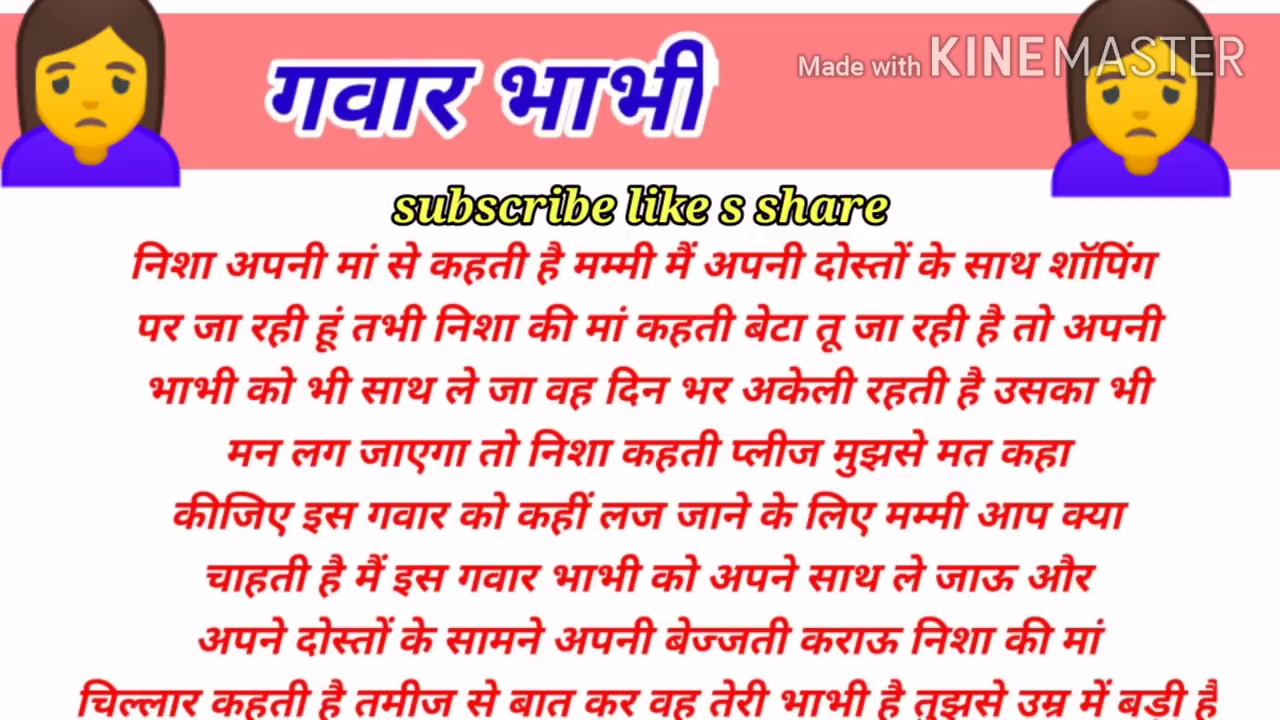 Made with KINEMASTER
गवार भाभी
subscribe like s share
निशा अपनी मां से कहती है मम्मी मैं अपनी दोस्तों के साथ शॉपिंग
पर जा रही हूं तभी निशा की मां कहती बेटा तू जा रही है तो अपनी
भाभी को भी साथ ले जा वह दिन भर अकेली रहती है उसका भी
मन लग जाएगा तो निशा कहती प्लीज मुझसे मत कहा
कीजिए इस गवार को कहीं लज जाने के लिए मम्मी आप क्या
चाहती है मैं इस गवार भाभी को अपने साथ ले जाऊ और
अपने दोस्तों के सामने अपनी बेज्जती कराऊ निशा की मां
चिल्लार कहती है तमीज से बात कर वह तेरी भाभी है तुझसे उम्र में बडी है